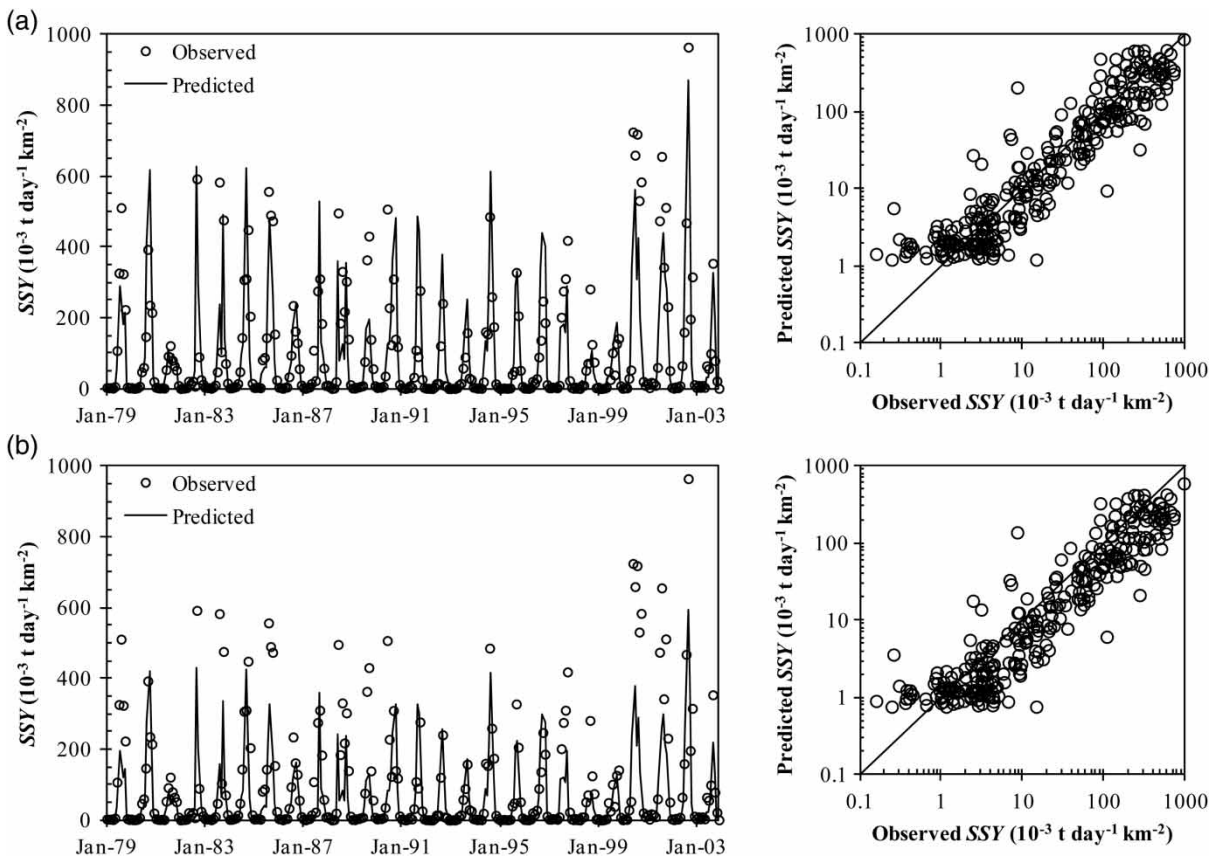 (a)
1000
800
600
400
200
0
SSY (10⁻³ t day⁻¹ km⁻²)
Observed
Predicted
Jan-79 Jan-83 Jan-87 Jan-91 Jan-95 Jan-99 Jan-03
1000
100
10
1
0.1
Predicted SSY (10⁻³ t day⁻¹ km⁻²)
0.1 1 10 100 1000
Observed SSY (10⁻³ t day⁻¹ km⁻²)
(b)
1000
800
600
400
200
0
SSY (10⁻³ t day⁻¹ km⁻²)
Observed
Predicted
Jan-79 Jan-83 Jan-87 Jan-91 Jan-95 Jan-99 Jan-03
1000
100
10
1
0.1
Predicted SSY (10⁻³ t day⁻¹ km⁻²)
0.1 1 10 100 1000
Observed SSY (10⁻³ t day⁻¹ km⁻²)